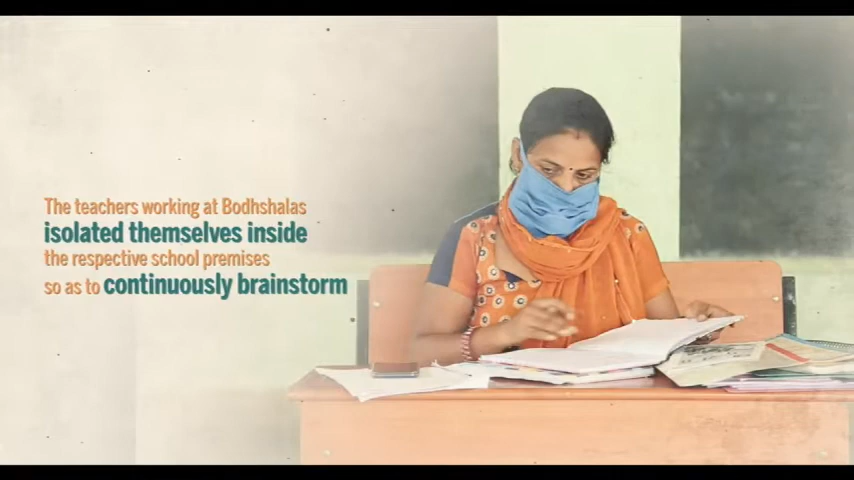 The teachers working at Bodhshalas
isolated themselves inside
the respective school premises
so as to continuously brainstorm